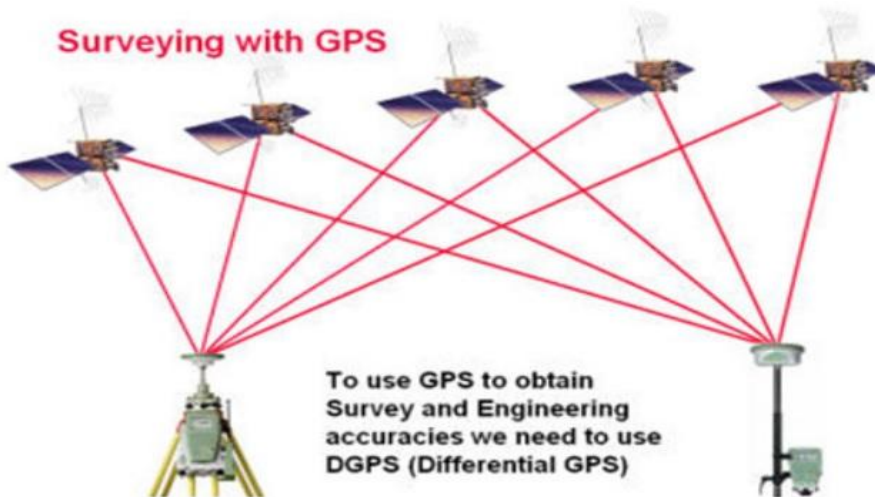 Surveying with GPS
To use GPS to obtain
Survey and Engineering
accuracies we need to use
DGPS (Differential GPS)